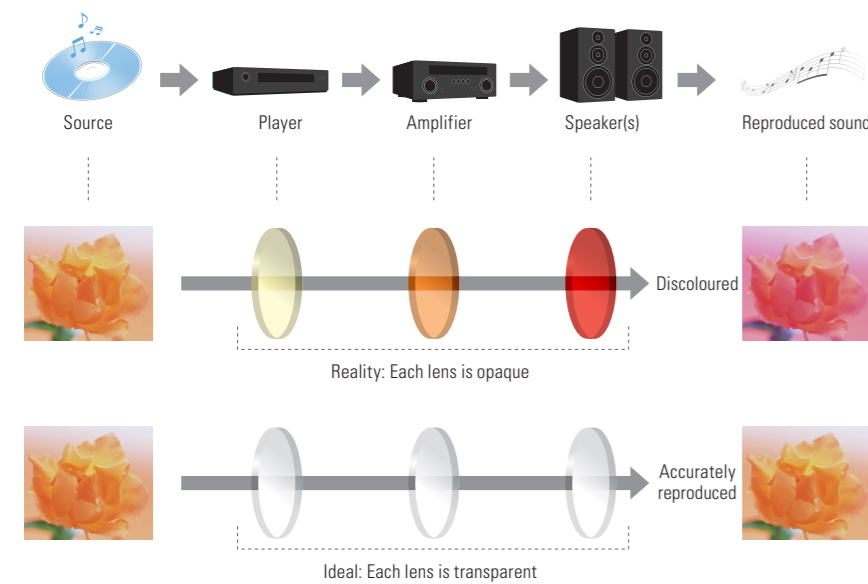 Source
Player
Amplifier
Speaker(s)
Reproduced sound
Discoloured
Reality: Each lens is opaque
Accurately
reproduced
Ideal: Each lens is transparent